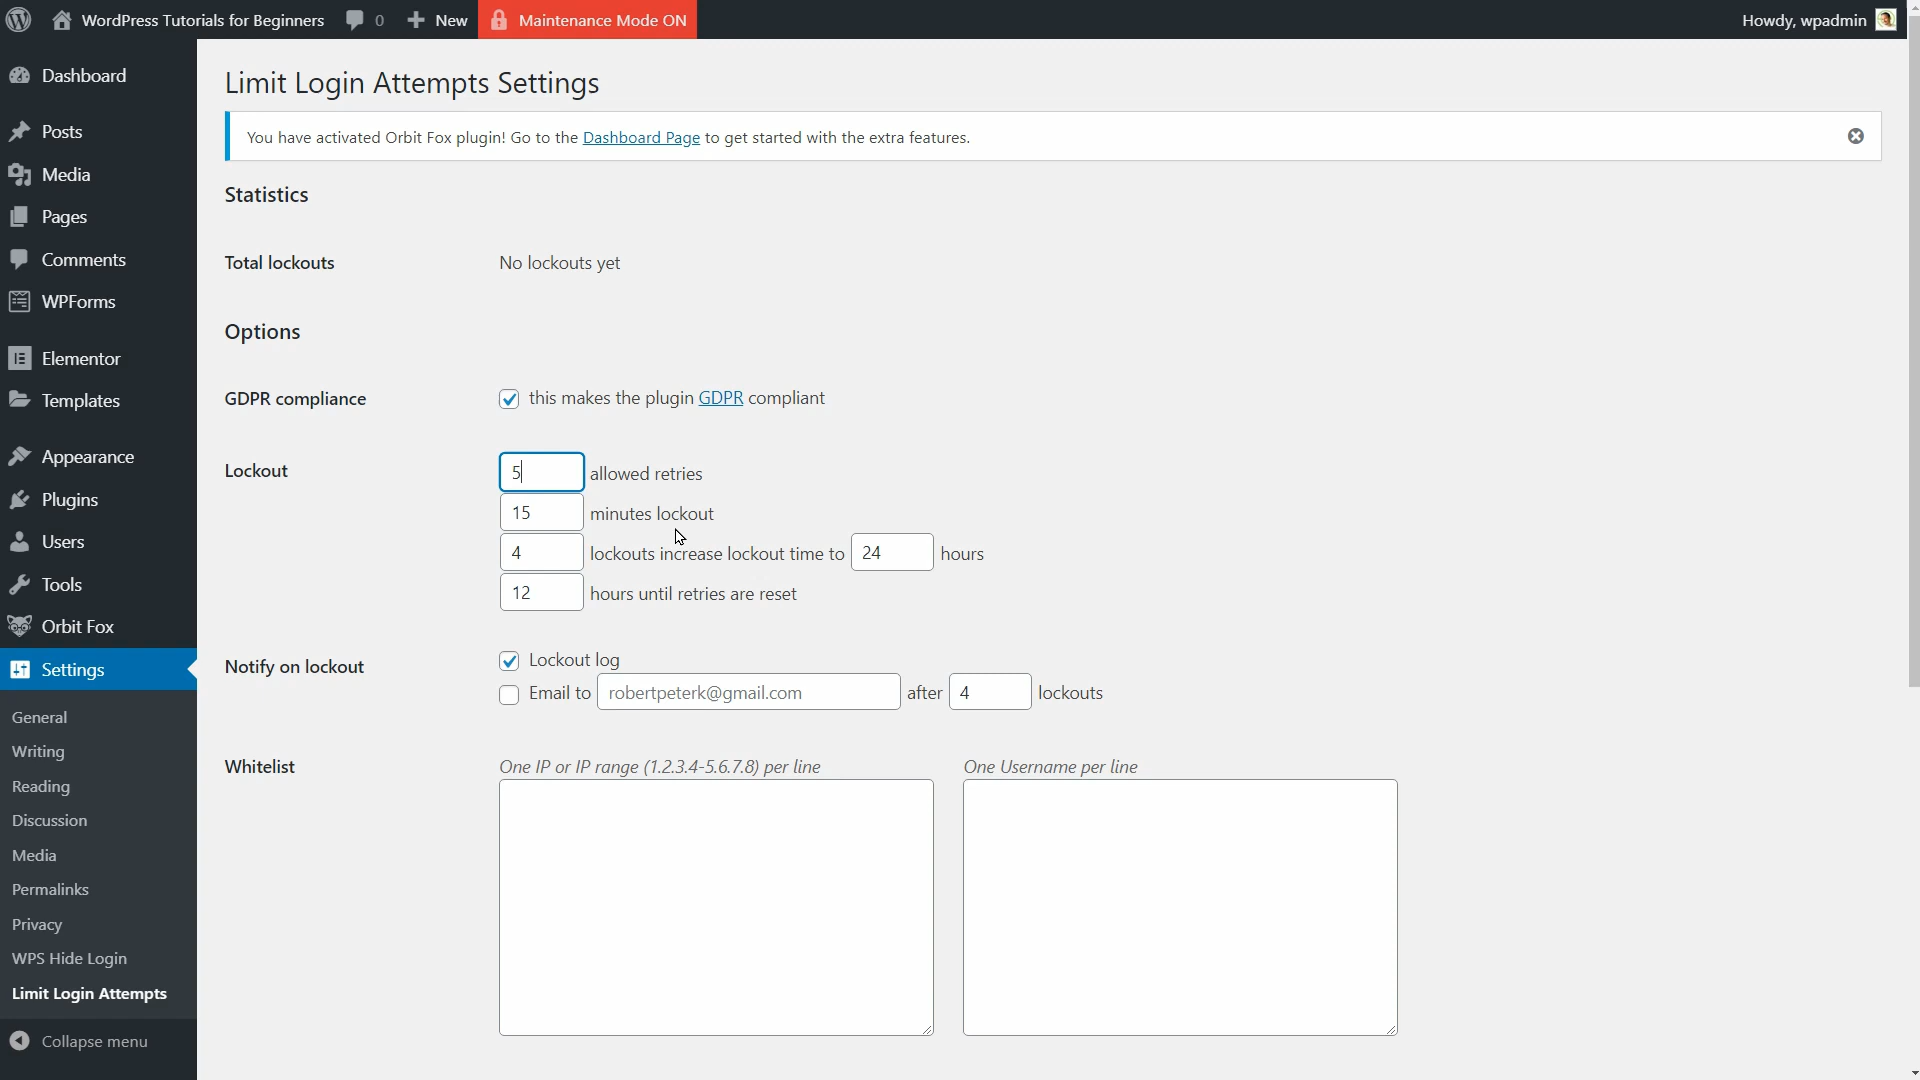 WordPress Tutorials for Beginners 0 New Maintenance Mode ON Howdy, wpadmin
Dashboard
Posts
Media
Pages
Comments
WPForms
Elementor
Templates
Appearance
Plugins
Users
Tools
Orbit Fox
Settings
General
Writing
Reading
Discussion
Media
Permalinks
Privacy
WPS Hide Login
Limit Login Attempts
Collapse menu
Limit Login Attempts Settings
You have activated Orbit Fox plugin! Go to the Dashboard Page to get started with the extra features.
Statistics
Total lockouts No lockouts yet
Options
GDPR compliance this makes the plugin GDPR compliant
Lockout 5 allowed retries
15 minutes lockout
4 lockouts increase lockout time to 24 hours
12 hours until retries are reset
Notify on lockout Lockout log
Email to robertpeterk@gmail.com after 4 lockouts
Whitelist One IP or IP range (1.2.3.4-5.6.7.8) per line One Username per line